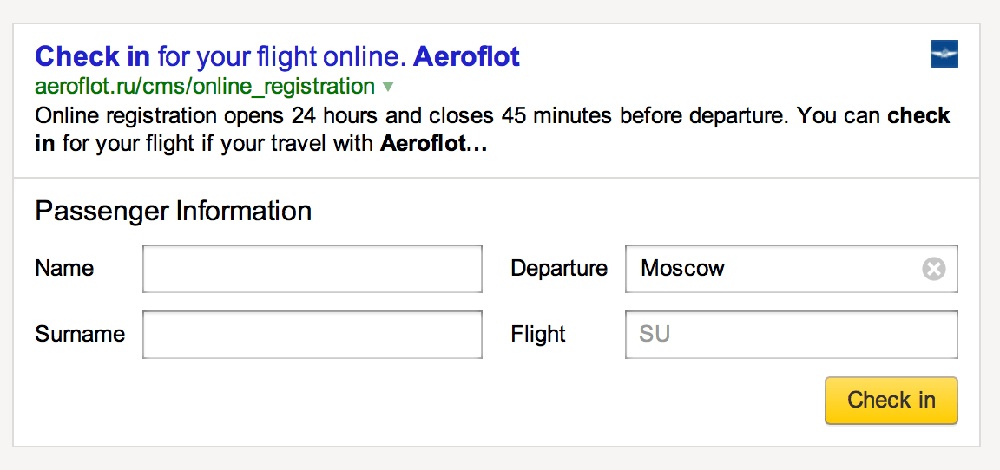 Check in for your flight online. Aeroflot
aeroflot.ru/cms/online_registration
Online registration opens 24 hours and closes 45 minutes before departure. You can check
in for your flight if your travel with Aeroflot...
Passenger Information
Name
Departure Moscow
Surname
Flight SU
Check in